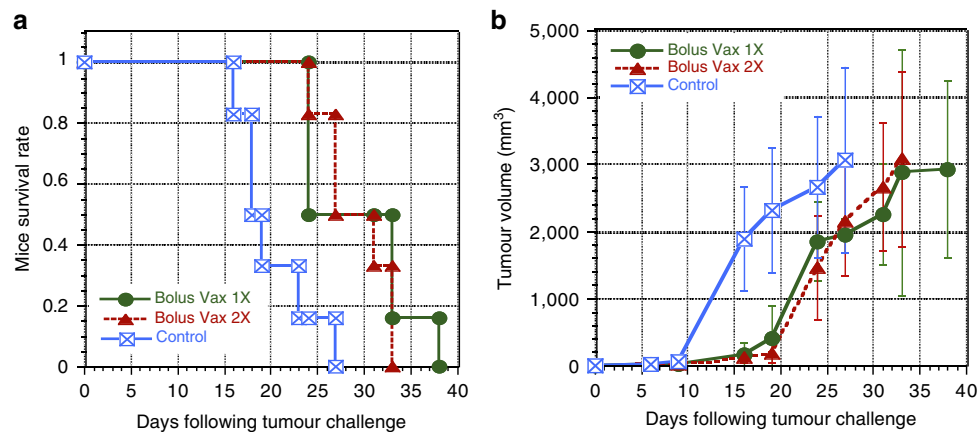 a
Mice survival rate
1
0.8
0.6
0.4
0.2
0
Bolus Vax 1X
Bolus Vax 2X
Control
0 5 10 15 20 25 30 35 40
Days following tumour challenge
b
Tumour volume (nm³)
5,000
4,000
3,000
2,000
1,000
0
Bolus Vax 1X
Bolus Vax 2X
Control
0 5 10 15 20 25 30 35 40
Days following tumour challenge